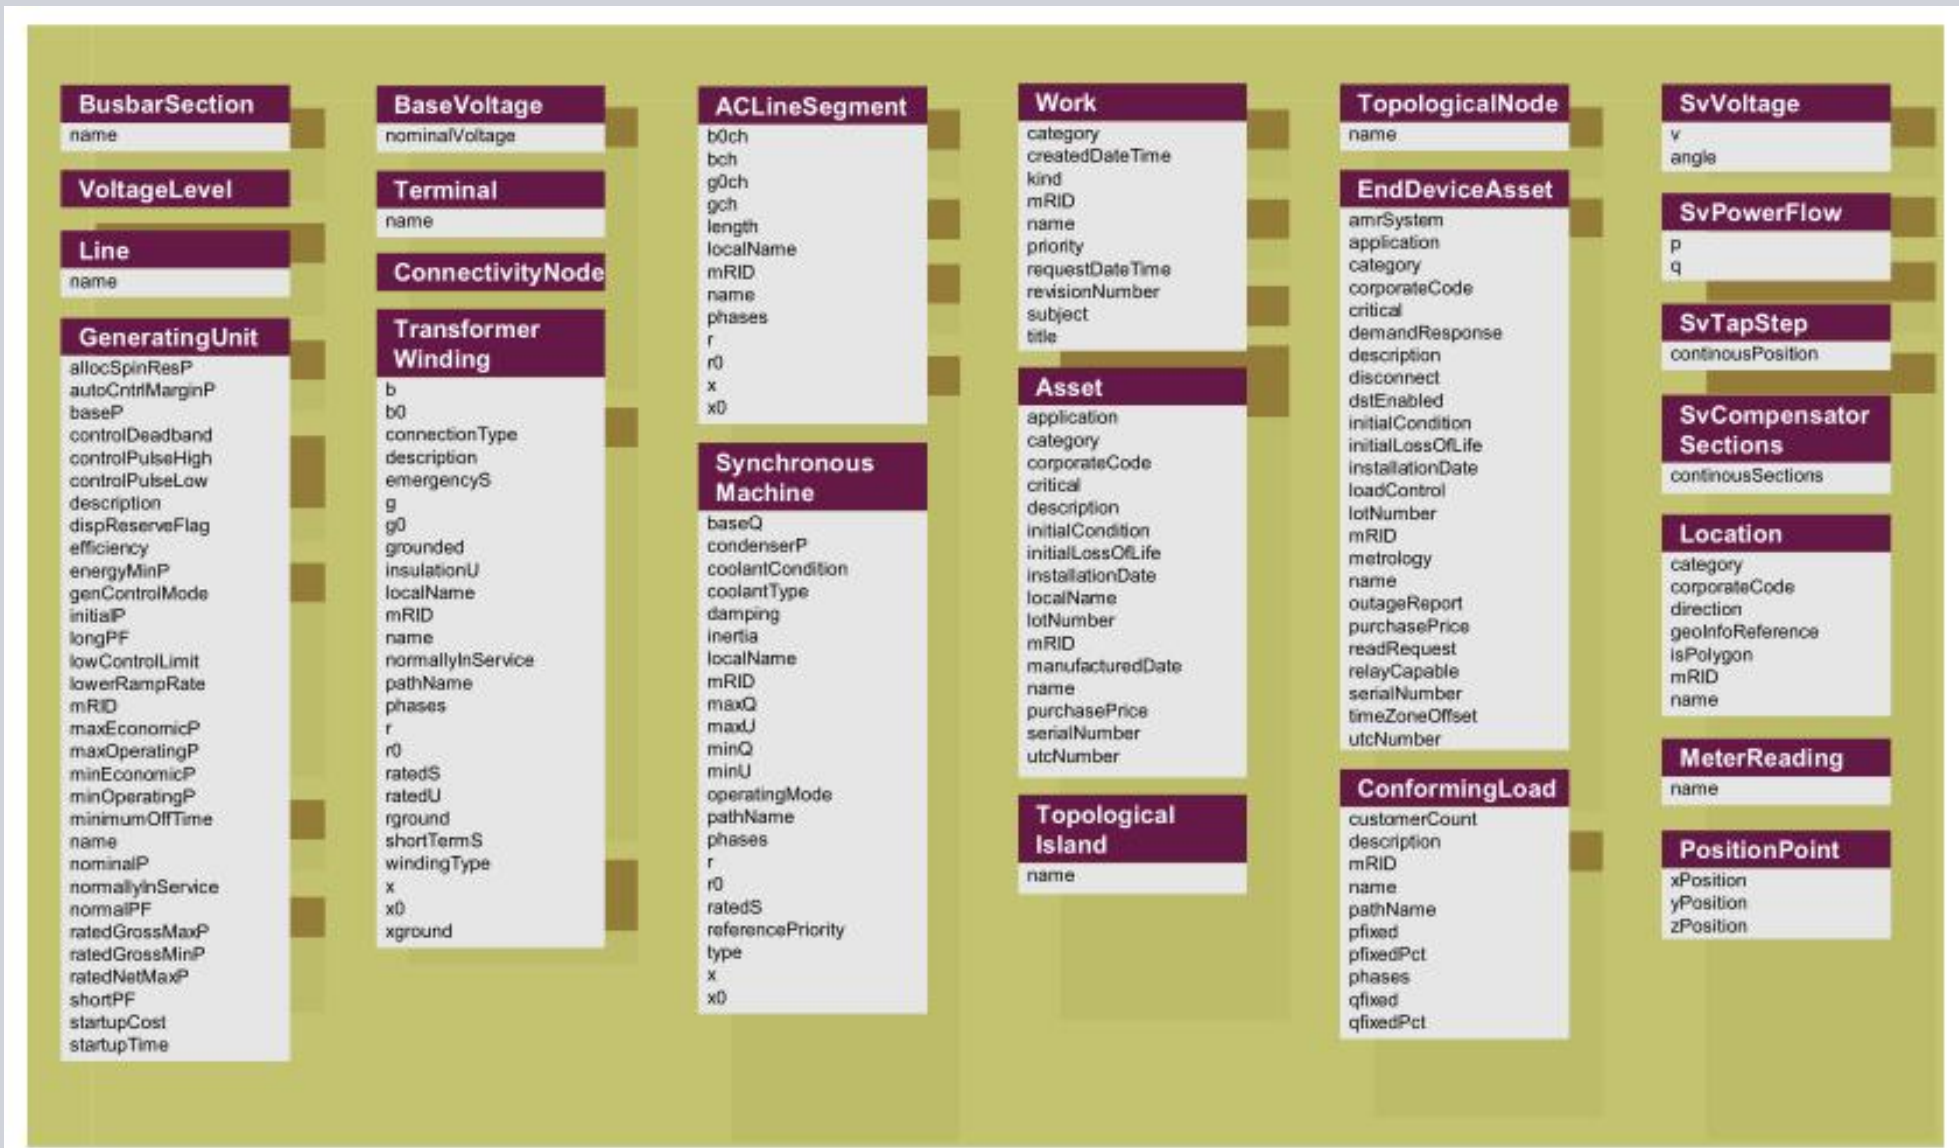 BusbarSection
name
VoltageLevel
Line
name
GeneratingUnit
allocSpinResP
autoCntrlMarginP
baseP
controlDeadband
controlPulseHigh
controlPulseLow
description
dispReserveFlag
efficiency
energyMinP
genControlMode
initialP
longPF
lowControlLimit
lowerRampRate
mRID
maxEconomicP
maxOperatingP
minEconomicP
minOperatingP
minimumOffTime
name
nominalP
normallyInService
normalPF
ratedGrossMaxP
ratedGrossMinP
ratedNetMaxP
shortPF
startupCost
startupTime
BaseVoltage
nominalVoltage
Terminal
name
ConnectivityNode
Transformer
Winding
b
b0
connectionType
description
emergencyS
g
g0
grounded
insulationU
localName
mRID
name
normallyInService
pathName
phases
r
r0
ratedS
ratedU
rground
shortTermS
windingType
x
x0
xground
ACLineSegment
b0ch
bch
g0ch
gch
length
localName
mRID
name
phases
r
r0
x
x0
Synchronous
Machine
baseQ
condenserP
coolantCondition
coolantType
damping
inertia
localName
mRID
maxQ
maxU
minQ
minU
operatingMode
pathName
phases
r
r0
ratedS
referencePriority
type
x
x0
Work
category
createdDateTime
kind
mRID
name
priority
requestDateTime
revisionNumber
subject
title
Asset
application
category
corporateCode
critical
description
initialCondition
initialLossOfLife
installationDate
localName
lotNumber
mRID
manufacturedDate
name
purchasePrice
serialNumber
utcNumber
Topological
Island
name
TopologicalNode
name
EndDeviceAsset
amrSystem
application
category
corporateCode
critical
demandResponse
description
disconnect
dstEnabled
initialCondition
initialLossOfLife
installationDate
loadControl
lotNumber
mRID
metrology
name
outageReport
purchasePrice
readRequest
relayCapable
serialNumber
timeZoneOffset
utcNumber
ConformingLoad
customerCount
description
mRID
name
pathName
pfixed
pfixedPct
phases
qfixed
qfixedPct
SvVoltage
v
angle
SvPowerFlow
p
q
SvTapStep
continousPosition
SvCompensator
Sections
continousSections
Location
category
corporateCode
direction
geoInfoReference
isPolygon
mRID
name
MeterReading
name
PositionPoint
xPosition
yPosition
zPosition